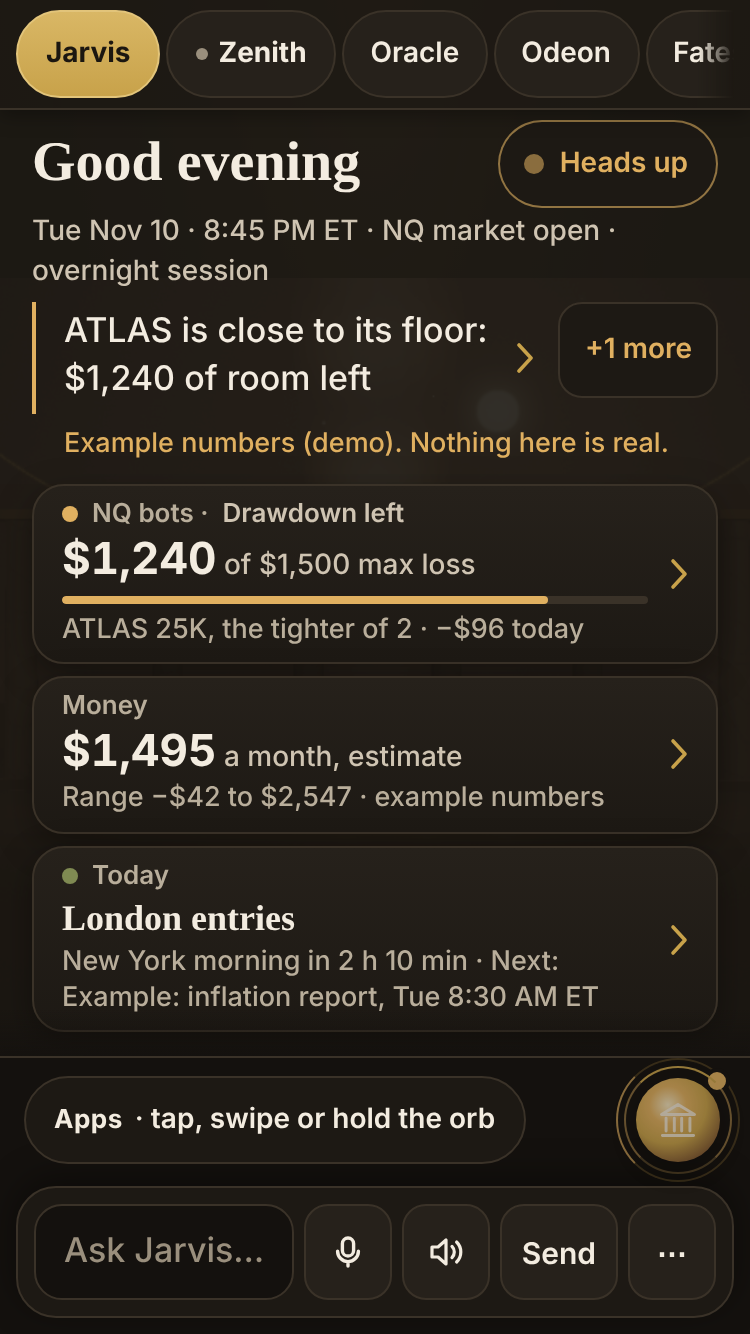 Jarvis
Zenith
Oracle
Odeon
Fate
Good evening
Heads up
Tue Nov 10 · 8:45 PM ET · NQ market open ·
overnight session
ATLAS is close to its floor:
$1,240 of room left
+1 more
Example numbers (demo). Nothing here is real.
NQ bots · Drawdown left
$1,240 of $1,500 max loss
ATLAS 25K, the tighter of 2 · −$96 today
Money
$1,495 a month, estimate
Range −$42 to $2,547 · example numbers
Today
London entries
New York morning in 2 h 10 min · Next:
Example: inflation report, Tue 8:30 AM ET
Apps · tap, swipe or hold the orb
Ask Jarvis...
Send
...